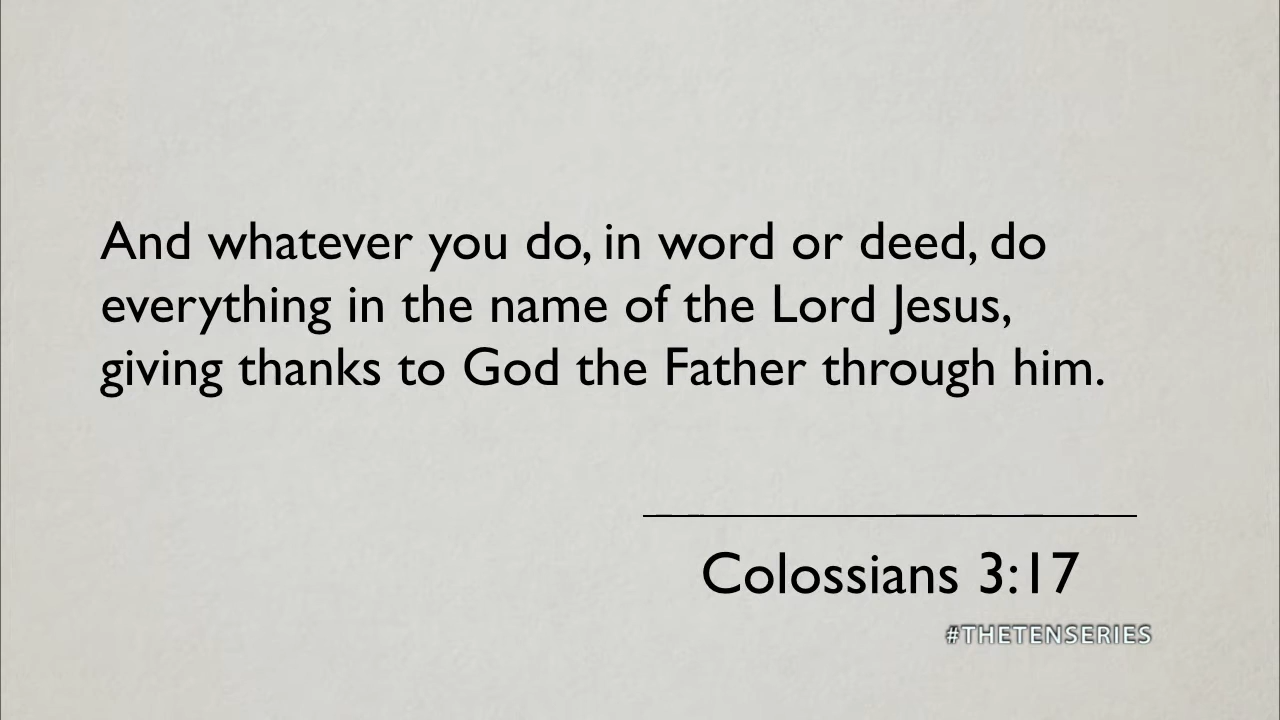 And whatever you do, in word or deed, do
everything in the name of the Lord Jesus,
giving thanks to God the Father through him.
Colossians 3:17
#THETENSERIES